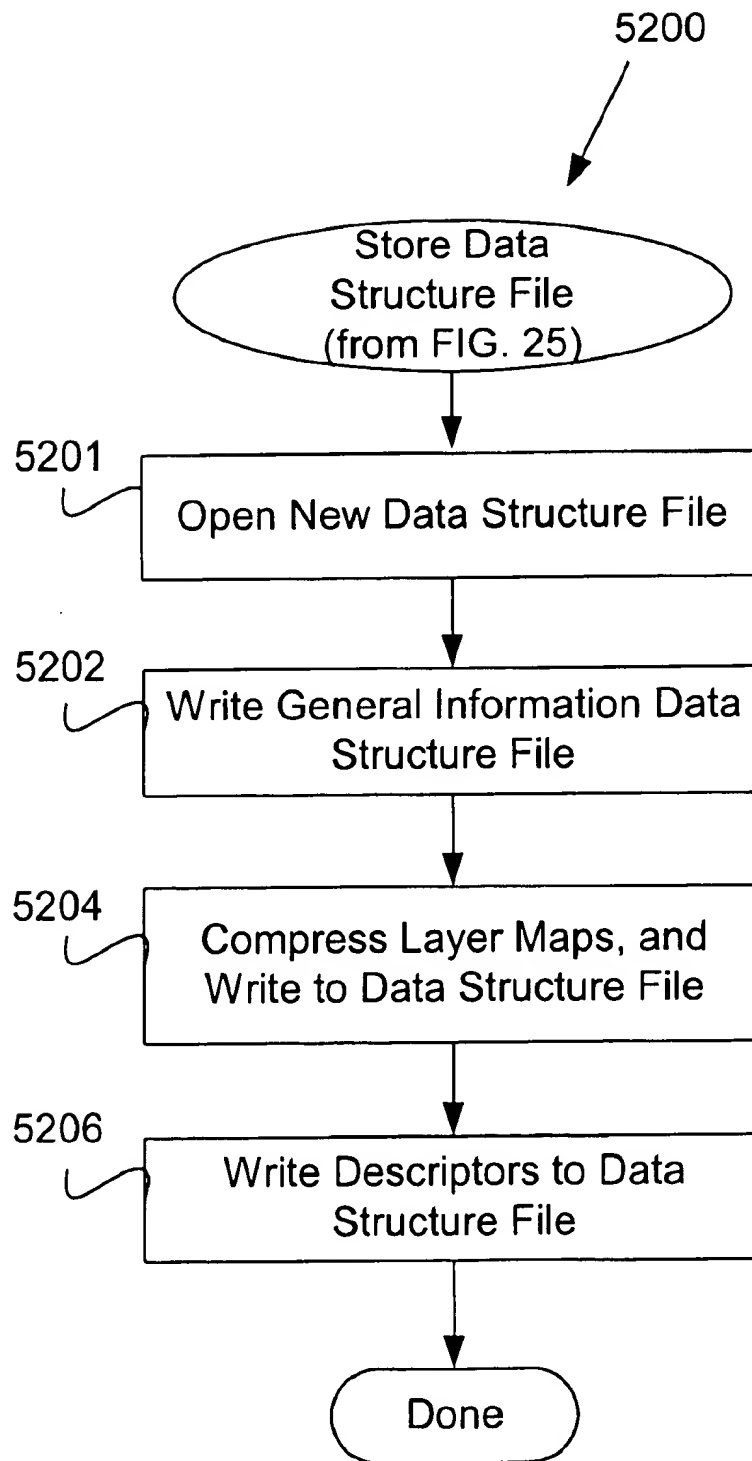 5200
Store Data
Structure File
(from FIG. 25)
5201
Open New Data Structure File
5202
Write General Information Data
Structure File
5204
Compress Layer Maps, and
Write to Data Structure File
5206
Write Descriptors to Data
Structure File
Done